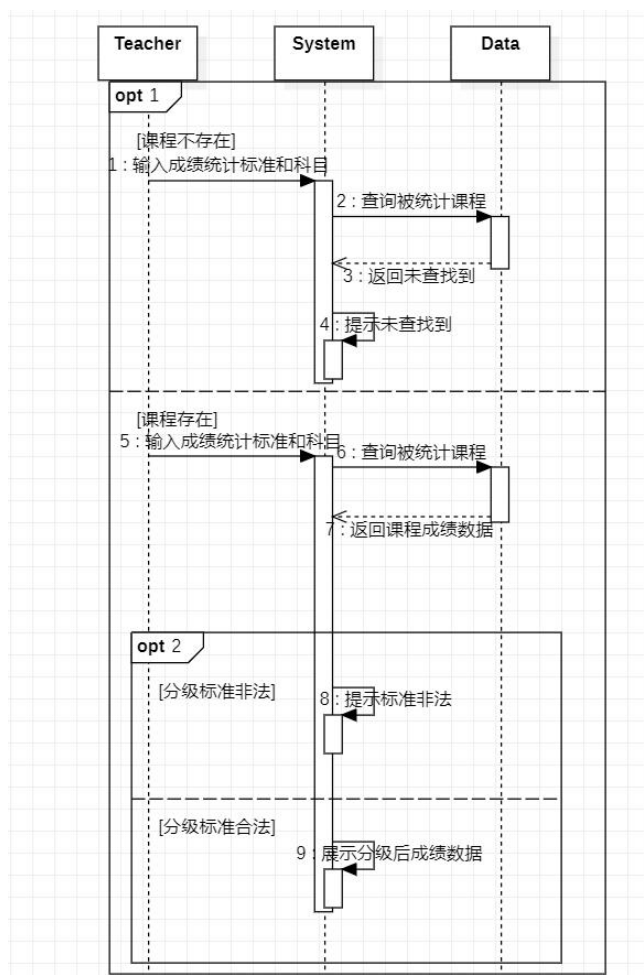 Teacher
System
Data
opt 1
[课程不存在]
1 : 输入成绩统计标准和科目
2 : 查询被统计课程
3 : 返回未查找到
4 : 提示未查找到
[课程存在]
5 : 输入成绩统计标准和科目
6 : 查询被统计课程
7 : 返回课程成绩数据
opt 2
[分级标准非法]
8 : 提示标准非法
[分级标准合法]
9 : 展示分级后成绩数据